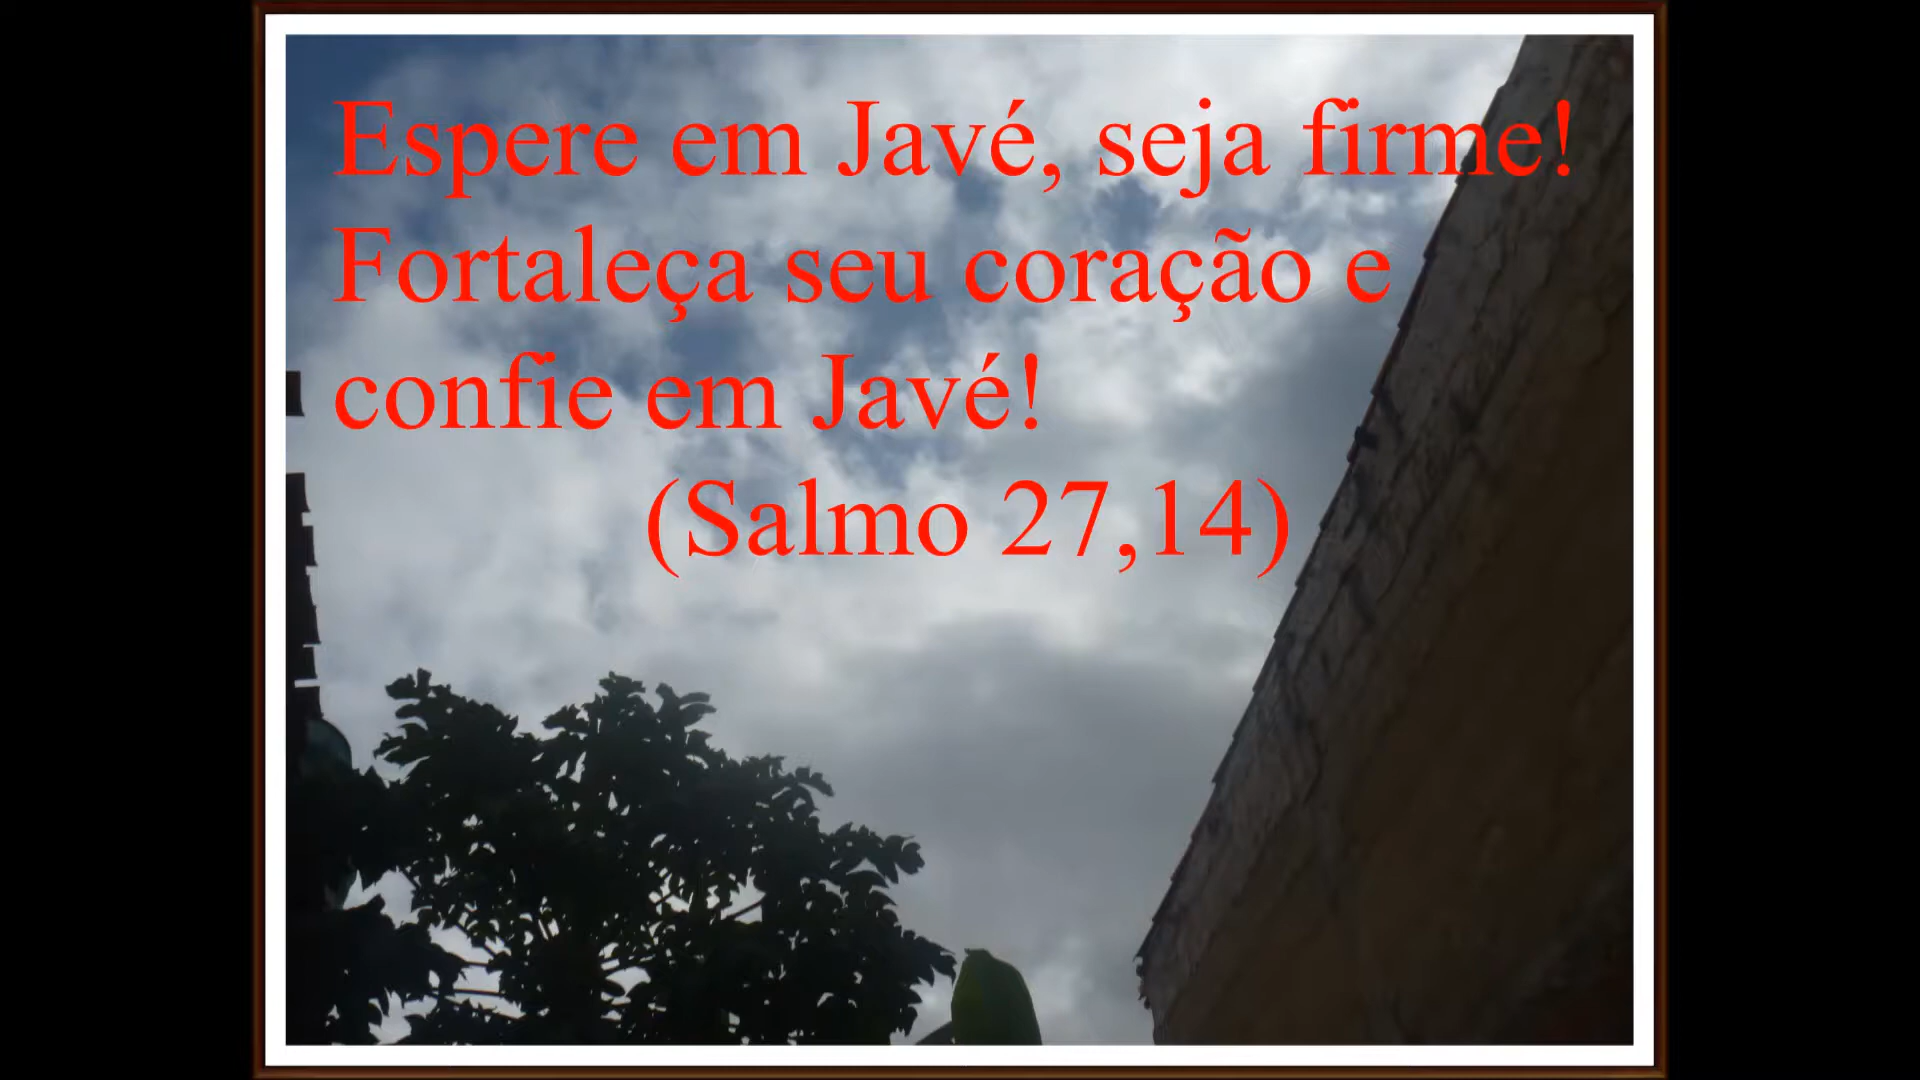 Espere em Javé, seja firme!
Fortaleça seu coração e
confie em Javé!
(Salmo 27,14)